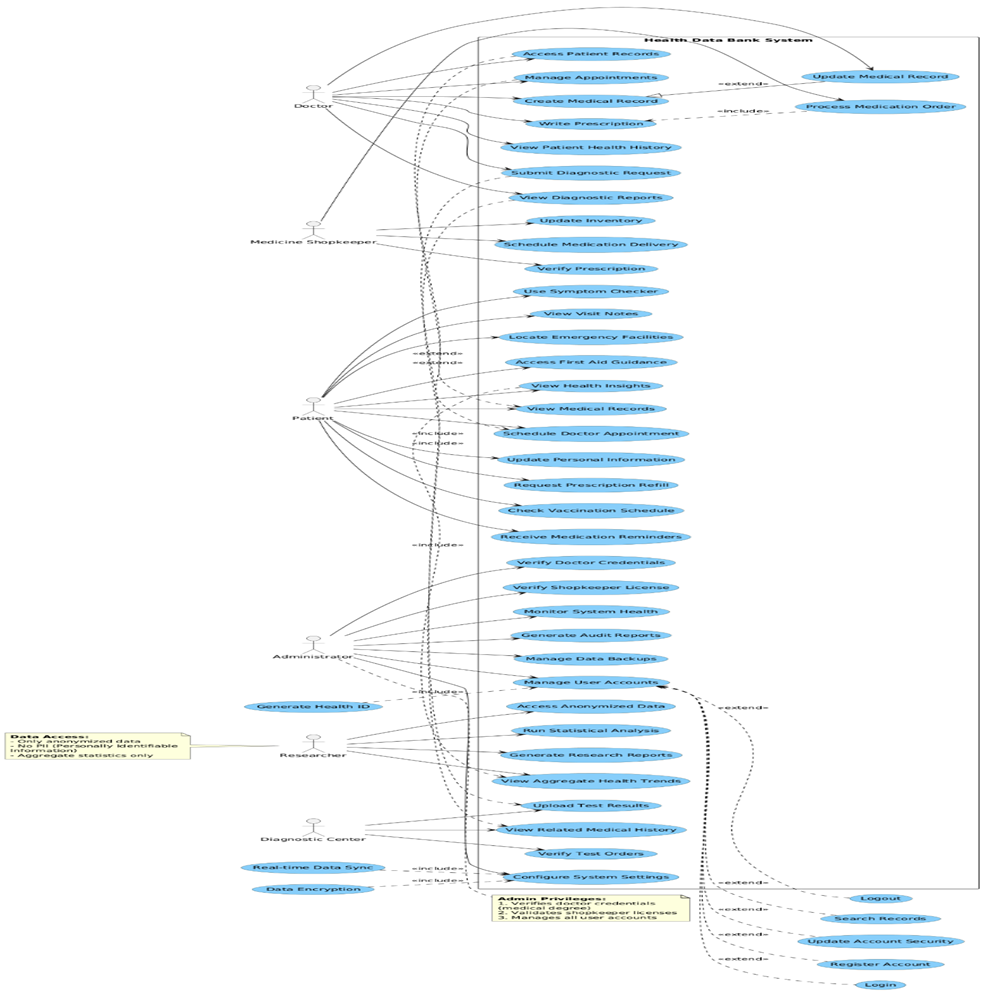 Health Data Bank System
Access Patient Records
Update Medical Record
Manage Appointments
«extend»
Doctor
Create Medical Record
Process Medication Order
«include»
Write Prescription
View Patient Health History
Submit Diagnostic Request
View Diagnostic Reports
Update Inventory
Medicine Shopkeeper
Schedule Medication Delivery
Verify Prescription
Use Symptom Checker
View Visit Notes
Locate Emergency Facilities
«extend»
«extend»
Access First Aid Guidance
View Health Insights
View Medical Records
Patient
Schedule Doctor Appointment
«include»
«include»
Update Personal Information
Request Prescription Refill
Check Vaccination Schedule
Receive Medication Reminders
«include»
Verify Doctor Credentials
Verify Shopkeeper License
Monitor System Health
Generate Audit Reports
Administrator
Manage Data Backups
Manage User Accounts
«include»
Generate Health ID
Access Anonymized Data
«extend»
Run Statistical Analysis
Data Access:
- Only anonymized data
- No PII (Personally Identifiable
Information)
- Aggregate statistics only
Researcher
Generate Research Reports
View Aggregate Health Trends
Upload Test Results
View Related Medical History
Diagnostic Center
Verify Test Orders
Real-time Data Sync
«include»
Configure System Settings
«include»
Data Encryption
«extend»
Logout
Admin Privileges:
1. Verifies doctor credentials
(medical degree)
2. Validates shopkeeper licenses
3. Manages all user accounts
«extend»
Search Records
«extend»
Update Account Security
«extend»
Register Account
Login